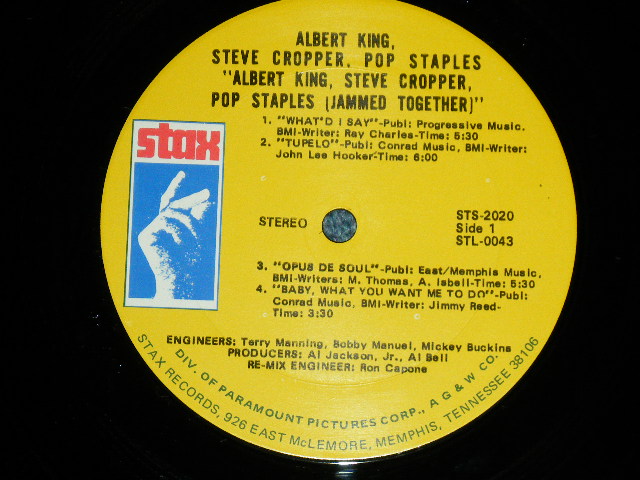 ALBERT KING,
STEVE CROPPER, POP STAPLES
"ALBERT KING, STEVE CROPPER,
POP STAPLES (JAMMED TOGETHER)"
1. "WHAT'D I SAY"-Publ: Progressive Music.
BMI-Writer: Ray Charles-Time: 5:30
2. "TUPELO"-Publ: Conrad Music, BMI-Writer:
John Lee Hooker-Time: 6:00
stax
STEREO
STS-2020
Side 1
STL-0043
3. "OPUS DE SOUL"-Publ: East/Memphis Music,
BMI-Writers: M. Thomas, A. Isbell-Time: 5:30
4. "BABY, WHAT YOU WANT ME TO DO"-Publ:
Conrad Music, BMI-Writer: Jimmy Reed-
Time: 3:30
ENGINEERS: Terry Manning, Bobby Manuel, Mickey Buckins
PRODUCERS: Al Jackson, Jr., Al Bell
RE-MIX ENGINEER: Ron Capone
DIV. OF PARAMOUNT PICTURES CORP., A G & W CO.
STAX RECORDS, 926 EAST McLEMORE, MEMPHIS, TENNESSEE 38106